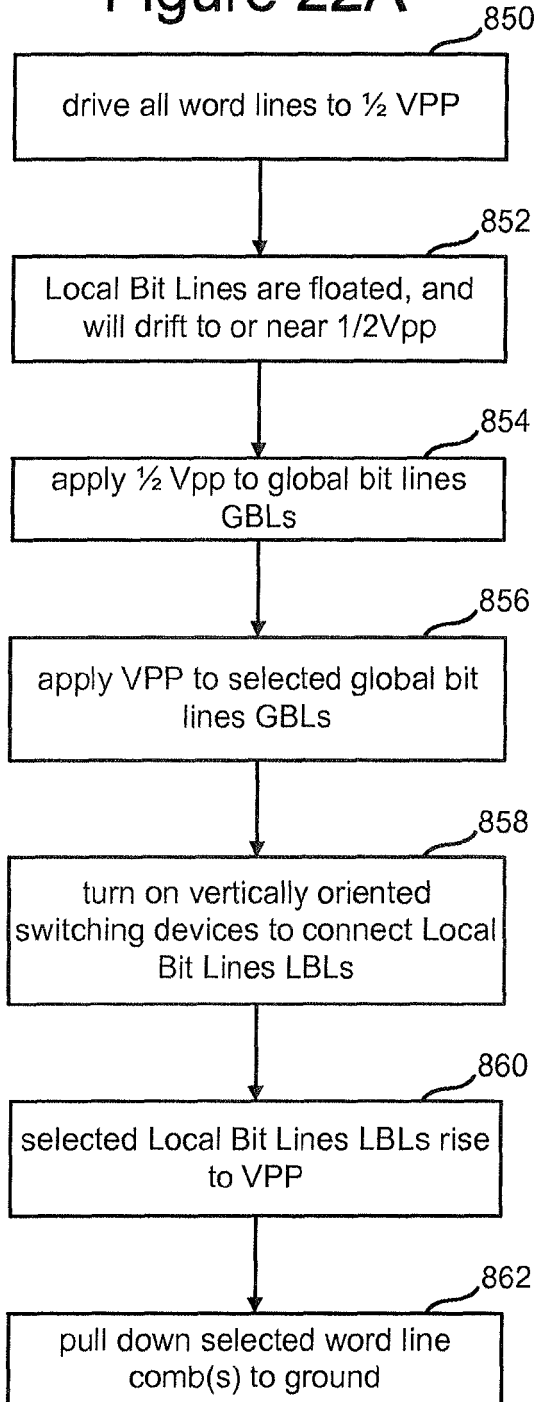 Figure 22A
850
drive all word lines to ½ VPP
852
Local Bit Lines are floated, and
will drift to or near 1/2Vpp
854
apply ½ Vpp to global bit lines
GBLs
856
apply VPP to selected global bit
lines GBLs
858
turn on vertically oriented
switching devices to connect Local
Bit Lines LBLs
860
selected Local Bit Lines LBLs rise
to VPP
862
pull down selected word line
comb(s) to ground